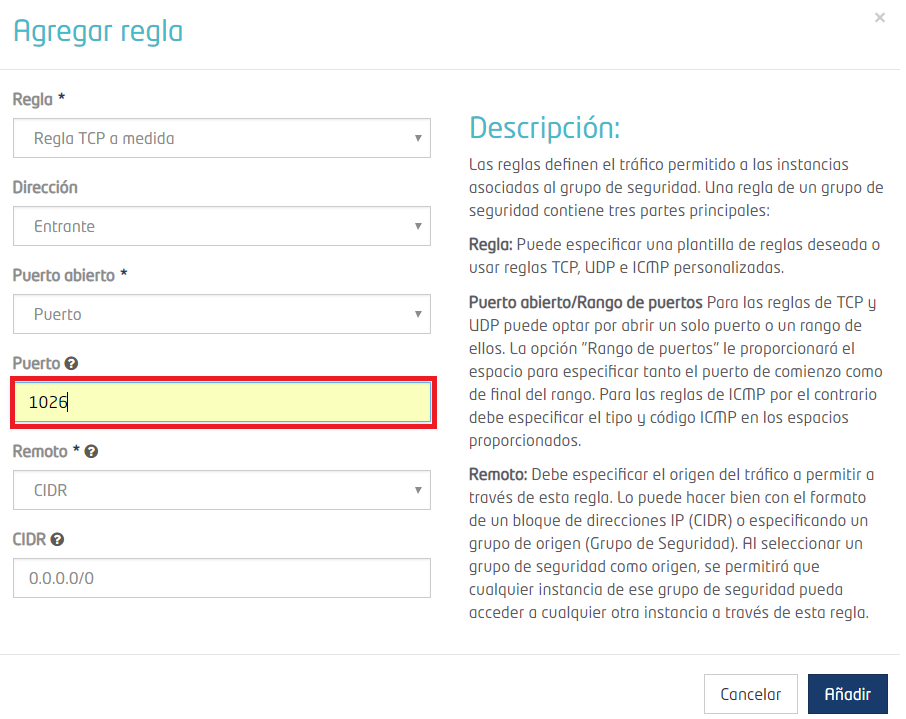 Agregar regla
×
Regla *
Regla TCP a medida
Dirección
Entrante
Puerto abierto *
Puerto
Puerto
1026
Remoto *
CIDR
CIDR
0.0.0.0/0
Descripción:
Las reglas definen el tráfico permitido a las instancias
asociadas al grupo de seguridad. Una regla de un grupo de
seguridad contiene tres partes principales:
Regla: Puede especificar una plantilla de reglas deseada o
usar reglas TCP, UDP e ICMP personalizadas.
Puerto abierto/Rango de puertos Para las reglas de TCP y
UDP puede optar por abrir un solo puerto o un rango de
ellos. La opción "Rango de puertos" le proporcionará el
espacio para especificar tanto el puerto de comienzo como
de final del rango. Para las reglas de ICMP por el contrario
debe especificar el tipo y código ICMP en los espacios
proporcionados.
Remoto: Debe especificar el origen del tráfico a permitir a
través de esta regla. Lo puede hacer bien con el formato
de un bloque de direcciones IP (CIDR) o especificando un
grupo de origen (Grupo de Seguridad). Al seleccionar un
grupo de seguridad como origen, se permitirá que
cualquier instancia de ese grupo de seguridad pueda
acceder a cualquier otra instancia a través de esta regla.
Cancelar
Añadir